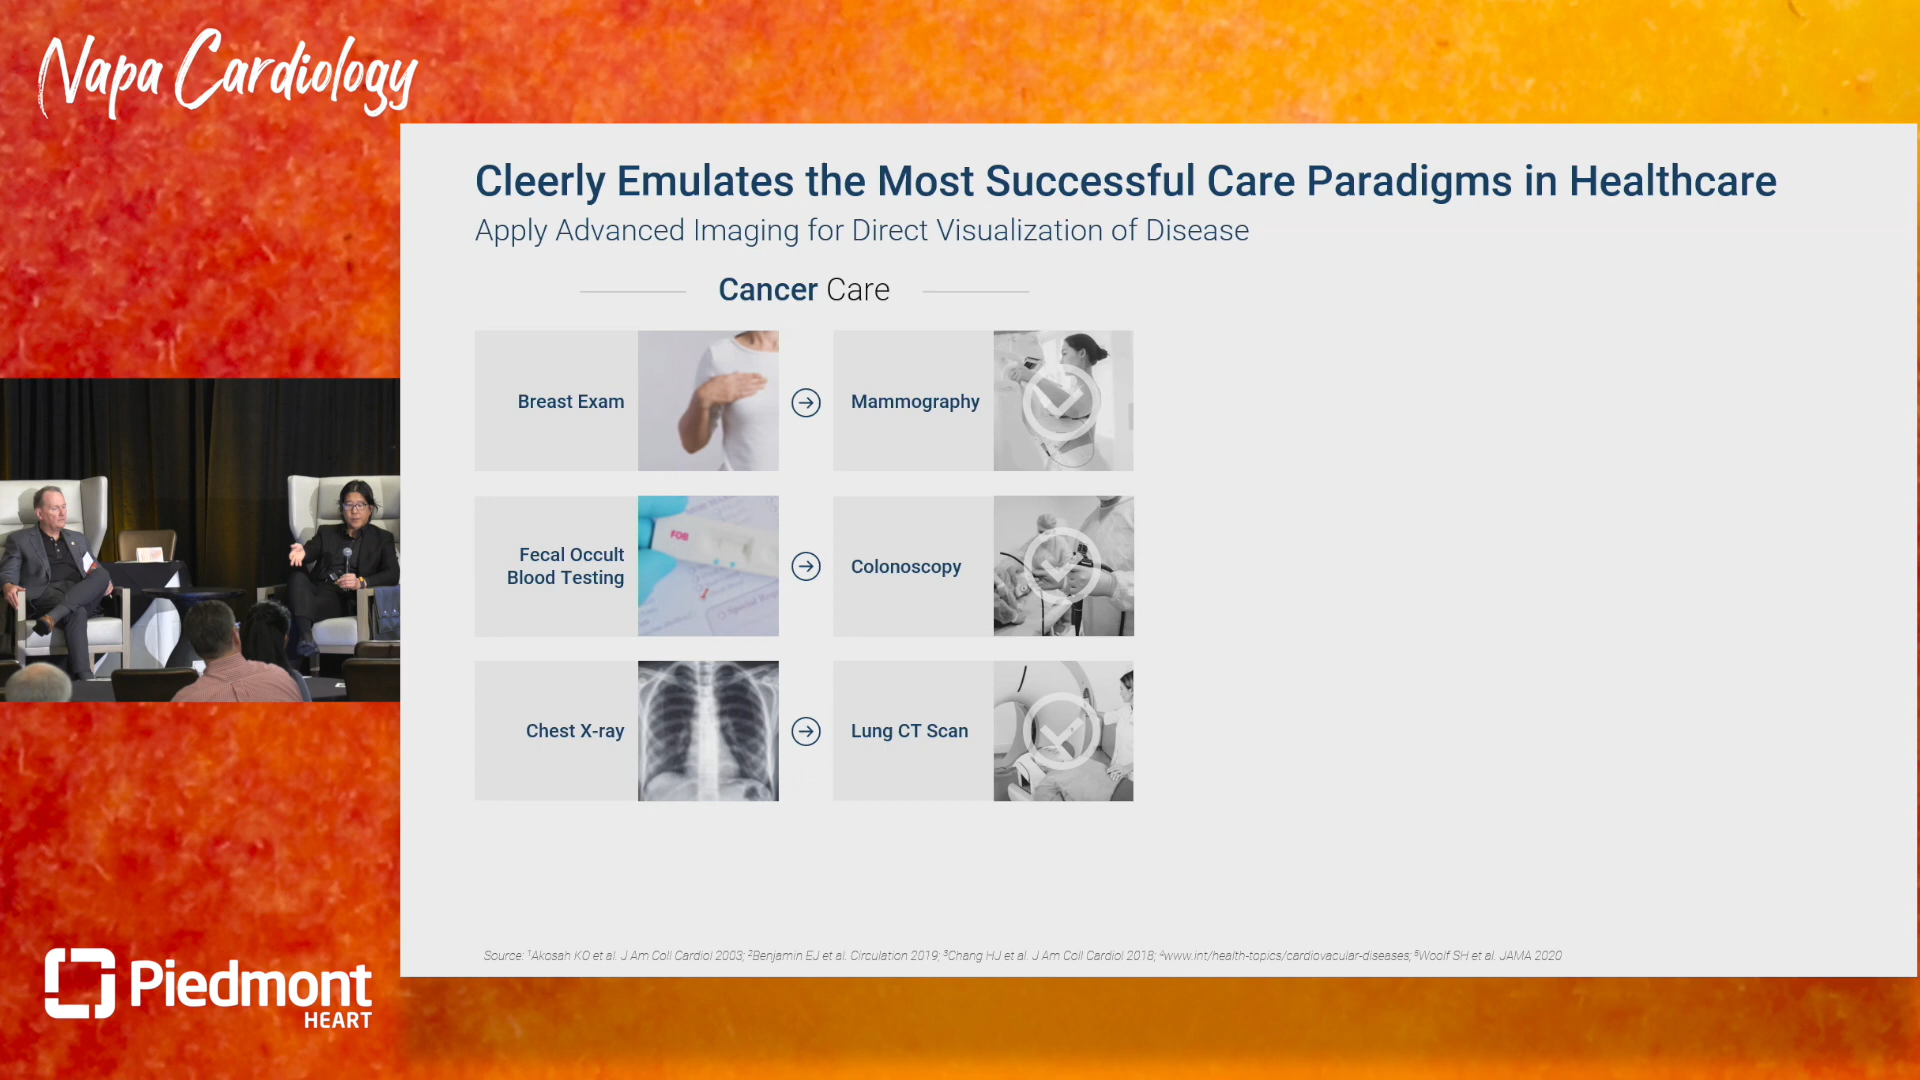 Napa Cardiology
Cleerly Emulates the Most Successful Care Paradigms in Healthcare
Apply Advanced Imaging for Direct Visualization of Disease
Cancer Care
Breast Exam
Mammography
Fecal Occult
Blood Testing
FOB
Colonoscopy
Chest X-ray
Lung CT Scan
Source: ¹Akosah KO et al. J Am Coll Cardiol 2003; ²Benjamin EJ et al. Circulation 2019; ³Chang HJ et al. J Am Coll Cardiol 2018; ⁴www.int/health-topics/cardiovacular-diseases; ⁵Woolf SH et al. JAMA 2020
Piedmont
HEART